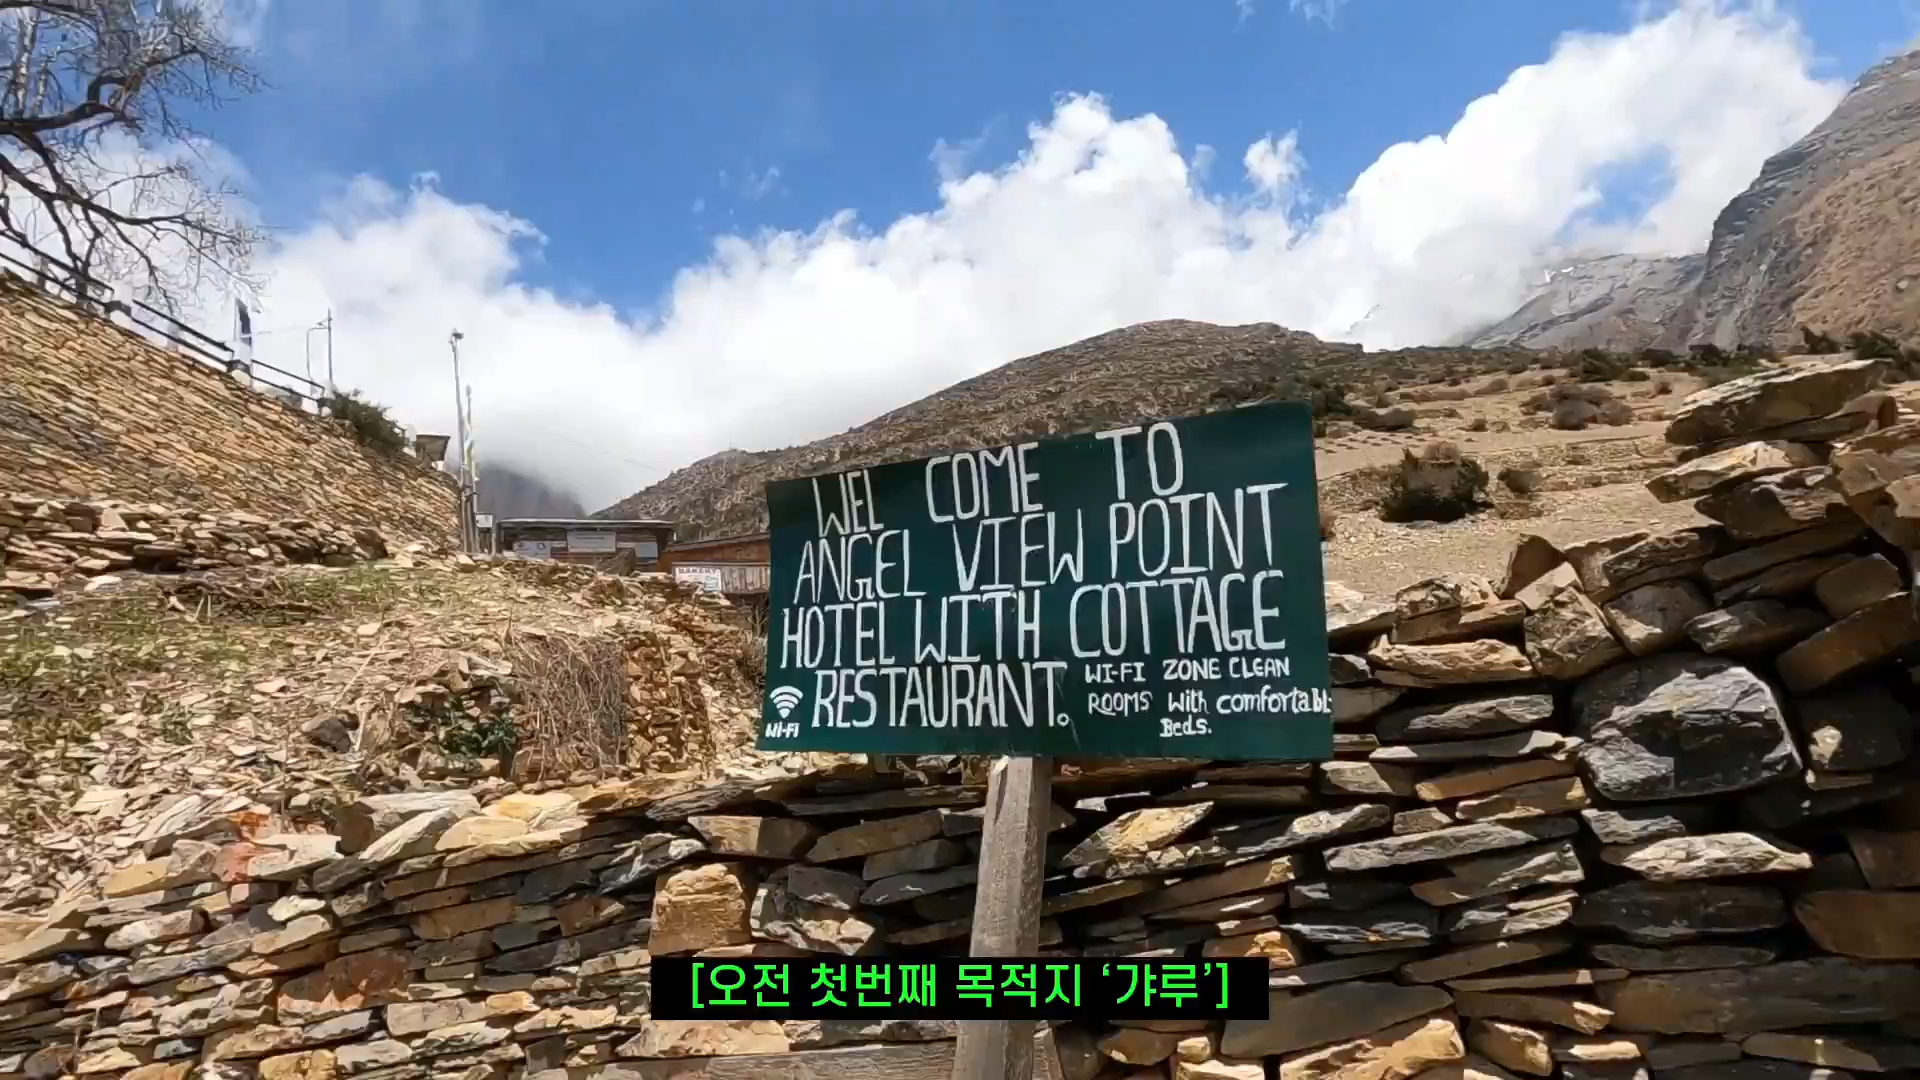 BAKERY
WEL COME TO
ANGEL VIEW POINT
HOTEL WITH COTTAGE
RESTAURANT.
WI-FI ZONE CLEAN
ROOMS With comfortabl
Beds.
Wi-Fi
[오전 첫번째 목적지 ‘갸루’]